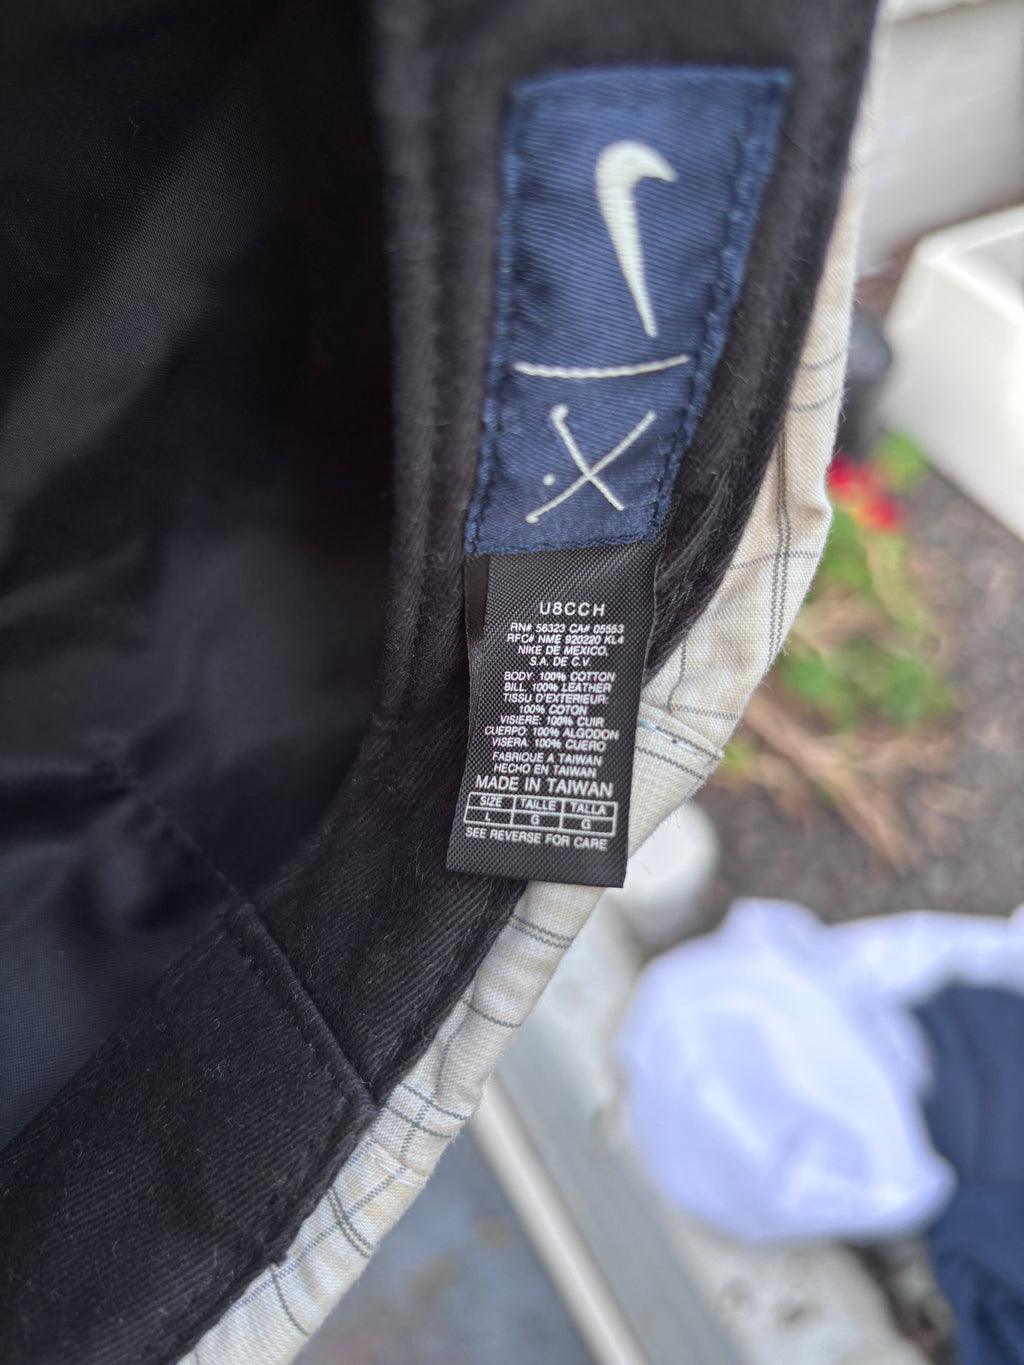 U8CCH
RN# 56323 CA# 05553
RFC# NME 920220 KL4
NIKE DE MEXICO,
S.A. DE C.V.
BODY: 100% COTTON
BILL: 100% LEATHER
TISSU D'EXTERIEUR:
100% COTON
VISIERE: 100% CUIR
CUERPO: 100% ALGODON
VISERA: 100% CUERO
FABRIQUE A TAIWAN
HECHO EN TAIWAN
MADE IN TAIWAN
SIZE TAILLE TALLA
L G G
SEE REVERSE FOR CARE